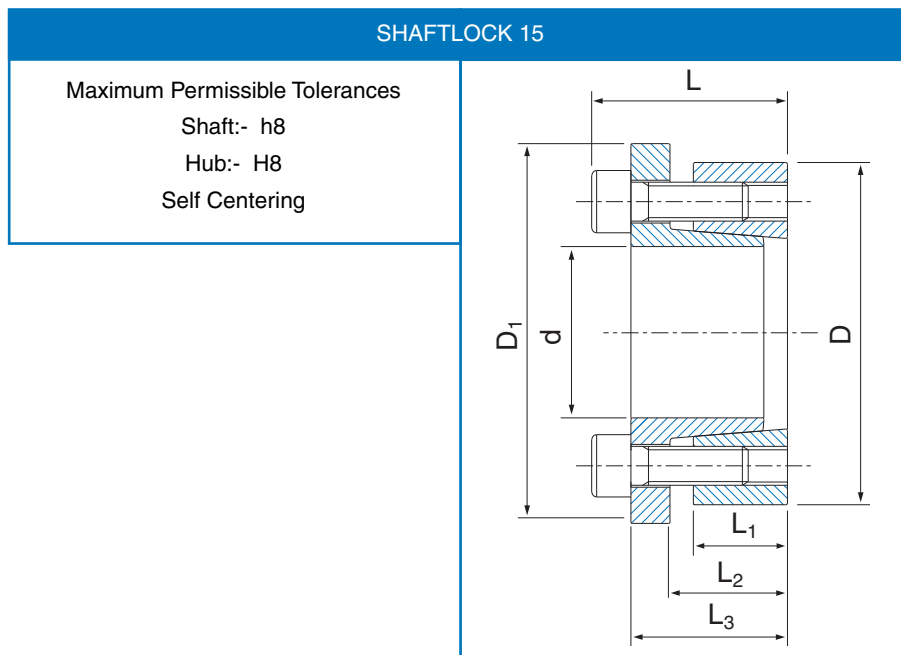 SHAFTLOCK 15
Maximum Permissible Tolerances
Shaft:- h8
Hub:- H8
Self Centering
L
D₁
d
D
L₁
L₂
L₃